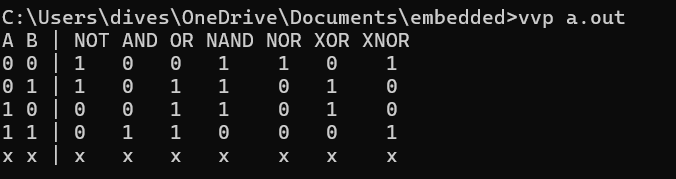 C:\Users\dives\OneDrive\Documents\embedded>vvp a.out
A B | NOT AND OR NAND NOR XOR XNOR
0 0 | 1   0   0   1    1   0    1
0 1 | 1   0   1   1    0   1    0
1 0 | 0   0   1   1    0   1    0
1 1 | 0   1   1   0    0   0    1
x x | x   x   x   x    x   x    x